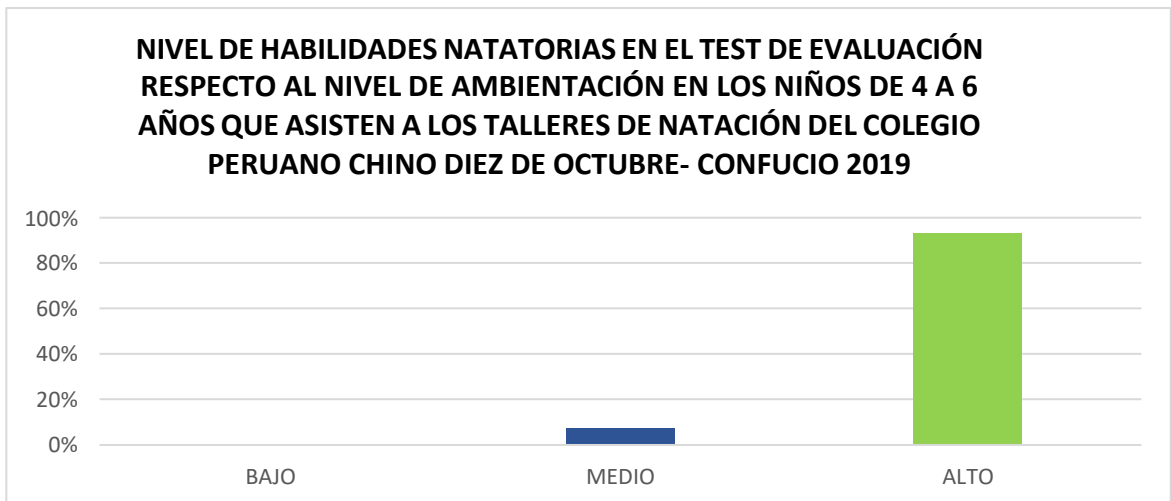 NIVEL DE HABILIDADES NATATORIAS EN EL TEST DE EVALUACIÓN
RESPECTO AL NIVEL DE AMBIENTACIÓN EN LOS NIÑOS DE 4 A 6
AÑOS QUE ASISTEN A LOS TALLERES DE NATACIÓN DEL COLEGIO
PERUANO CHINO DIEZ DE OCTUBRE- CONFUCIO 2019
100%
80%
60%
40%
20%
0%
BAJO MEDIO ALTO